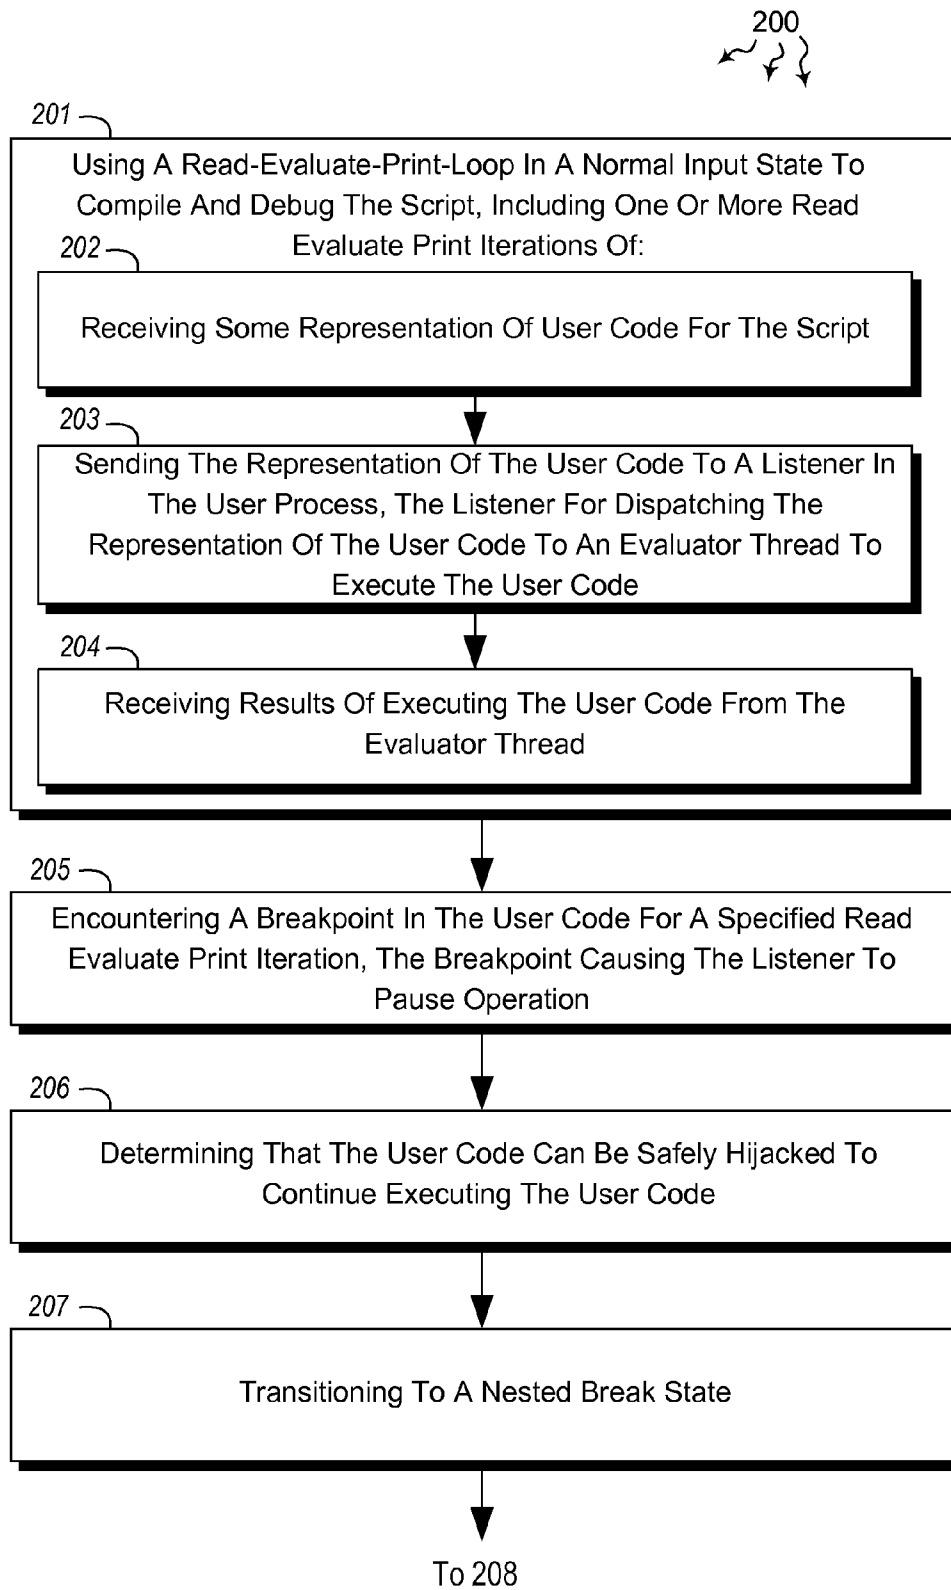 200
201
Using A Read-Evaluate-Print-Loop In A Normal Input State To
Compile And Debug The Script, Including One Or More Read
Evaluate Print Iterations Of:
202
Receiving Some Representation Of User Code For The Script
203
Sending The Representation Of The User Code To A Listener In
The User Process, The Listener For Dispatching The
Representation Of The User Code To An Evaluator Thread To
Execute The User Code
204
Receiving Results Of Executing The User Code From The
Evaluator Thread
205
Encountering A Breakpoint In The User Code For A Specified Read
Evaluate Print Iteration, The Breakpoint Causing The Listener To
Pause Operation
206
Determining That The User Code Can Be Safely Hijacked To
Continue Executing The User Code
207
Transitioning To A Nested Break State
To 208